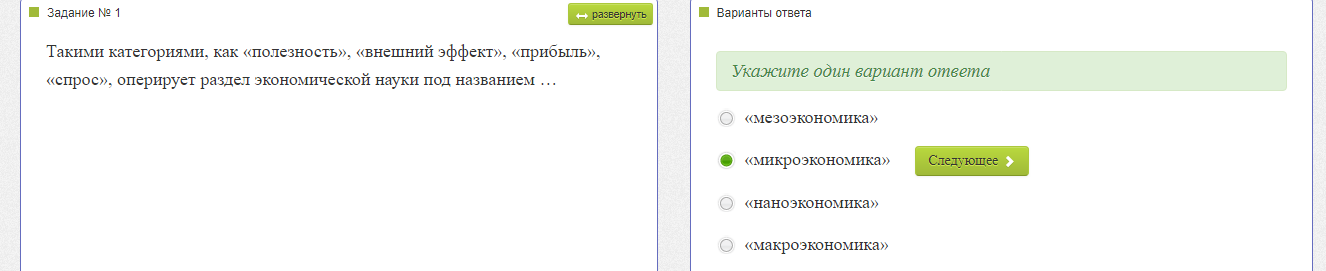 Задание № 1
развернуть
Такими категориями, как «полезность», «внешний эффект», «прибыль»,
«спрос», оперирует раздел экономической науки под названием …
Варианты ответа
Укажите один вариант ответа
«мезоэкономика»
«микроэкономика»
Следующее
«наноэкономика»
«макроэкономика»